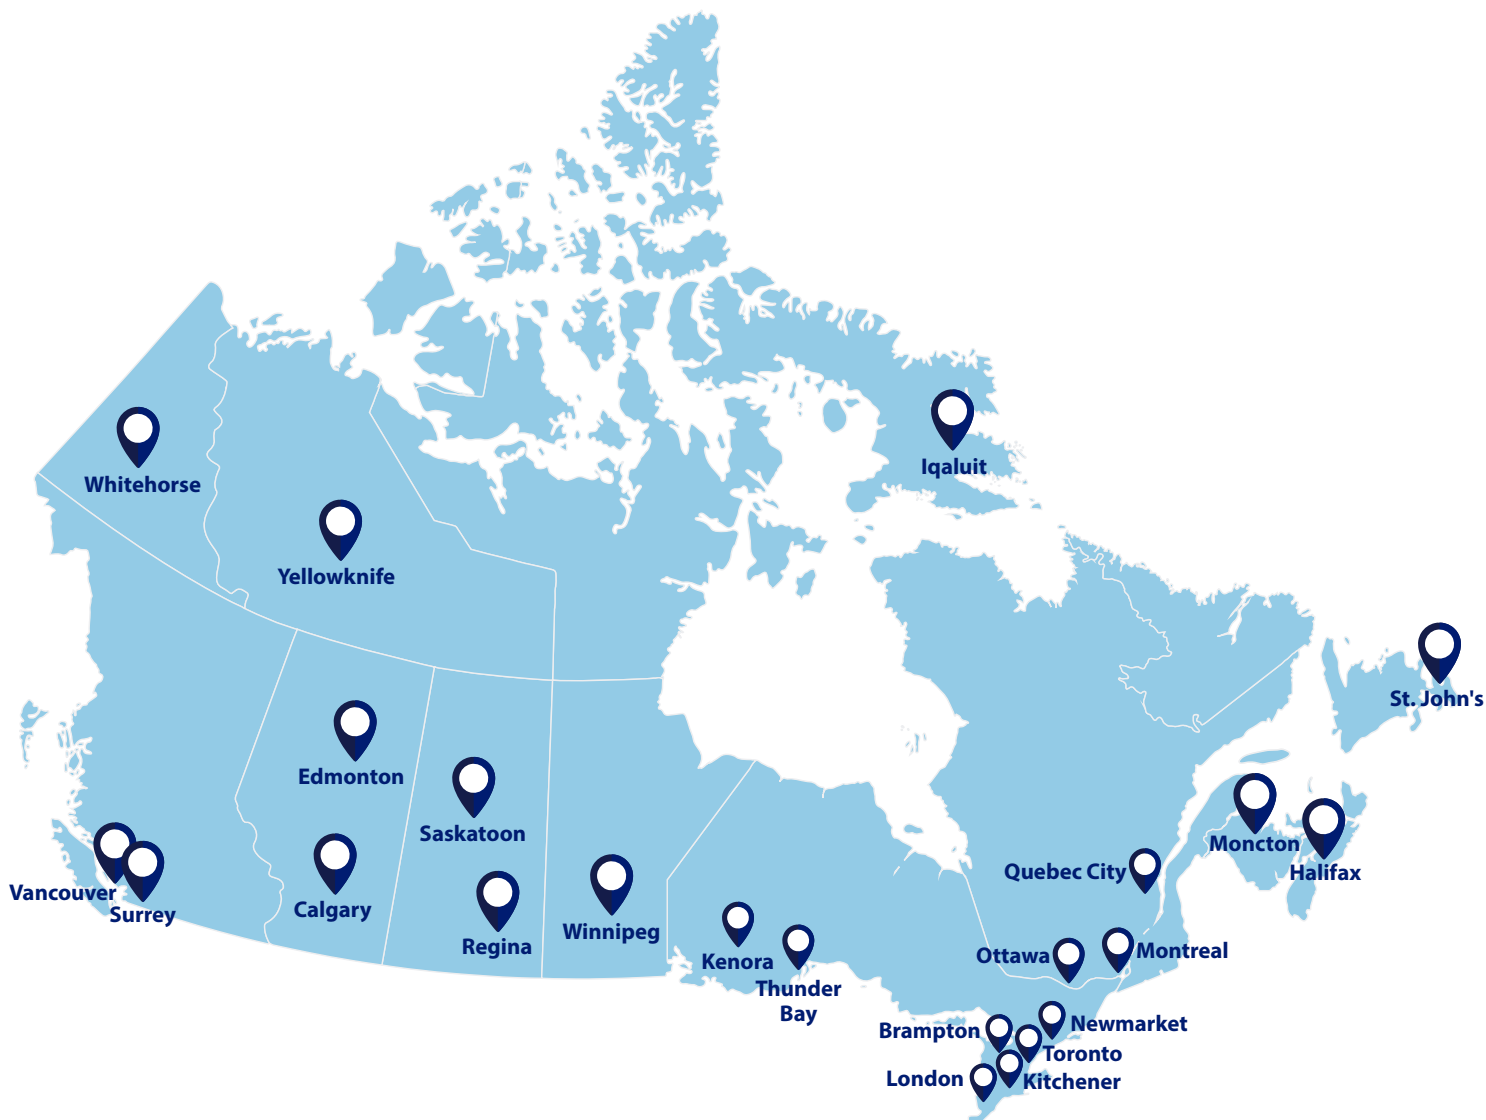 Iqaluit
Whitehorse
Yellowknife
St. John's
Edmonton
Saskatoon
Moncton
Quebec City
Halifax
Vancouver
Surrey
Calgary
Regina
Winnipeg
Kenora
Ottawa
Montreal
Thunder
Bay
Brampton
Newmarket
Toronto
London
Kitchener